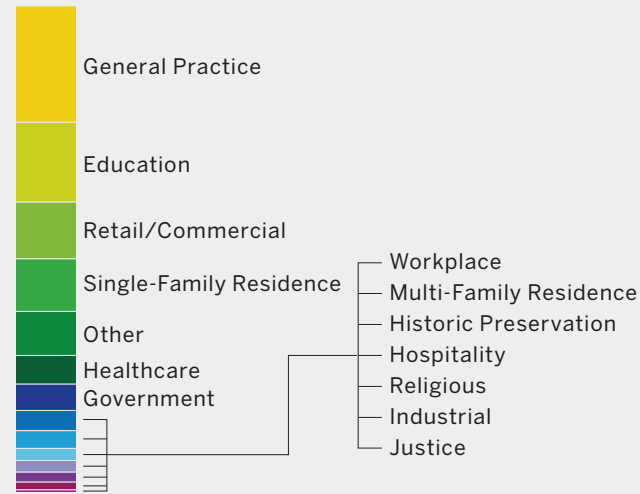 General Practice
Education
Retail/Commercial
Single-Family Residence
Other
Healthcare
Government
Workplace
Multi-Family Residence
Historic Preservation
Hospitality
Religious
Industrial
Justice